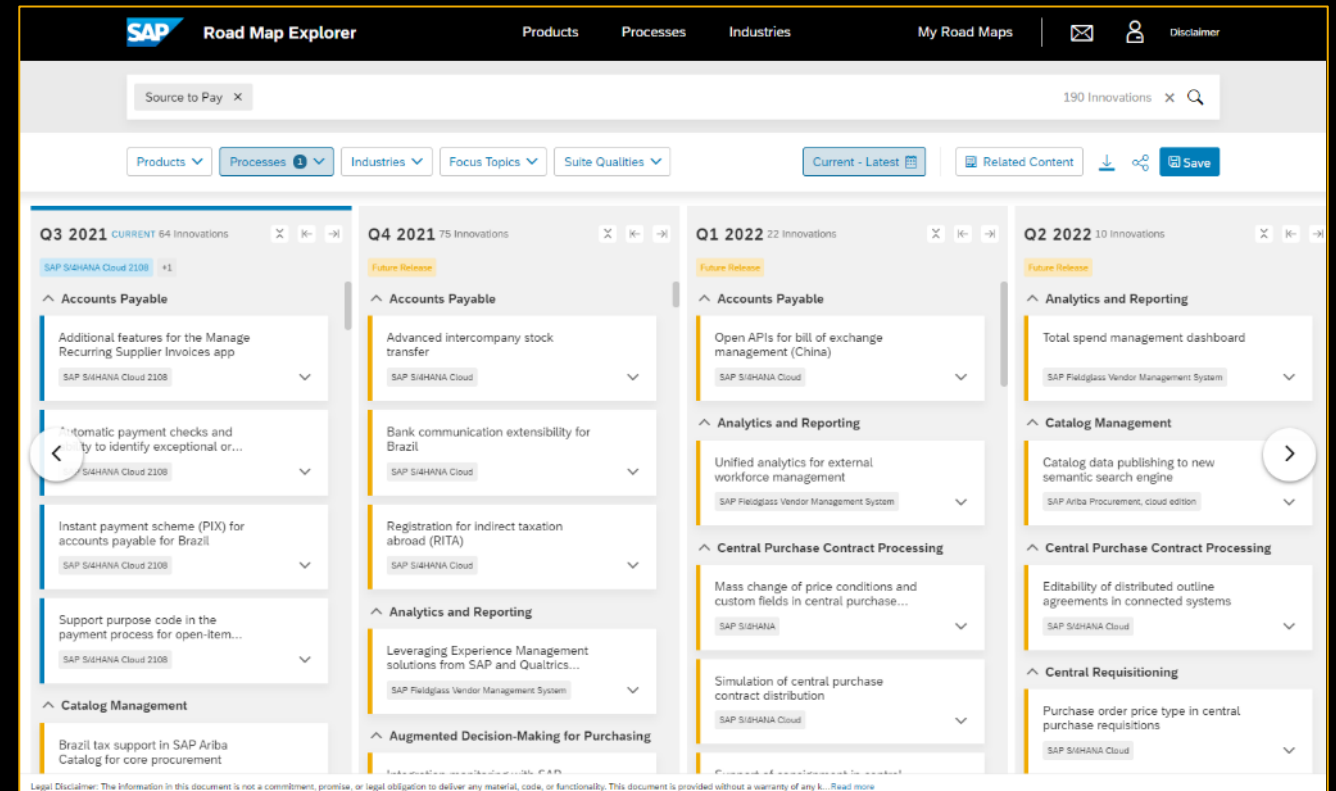 SAP Road Map Explorer Products Processes Industries My Road Maps Disclaimer
Source to Pay × 190 Innovations ×
Products Processes 1 Industries Focus Topics Suite Qualities Current - Latest Related Content Save
Q3 2021 CURRENT 64 Innovations
SAP S/4HANA Cloud 2108 +1
Accounts Payable
Additional features for the Manage
Recurring Supplier Invoices app
SAP S/4HANA Cloud 2108
Automatic payment checks and
to identify exceptional or...
S/4HANA Cloud 2108
Instant payment scheme (PIX) for
accounts payable for Brazil
SAP S/4HANA Cloud 2108
Support purpose code in the
payment process for open-item...
SAP S/4HANA Cloud 2108
Catalog Management
Brazil tax support in SAP Ariba
Catalog for core procurement
Q4 2021 75 Innovations
Future Release
Accounts Payable
Advanced intercompany stock
transfer
SAP S/4HANA Cloud
Bank communication extensibility for
Brazil
SAP S/4HANA Cloud
Registration for indirect taxation
abroad (RITA)
SAP S/4HANA Cloud
Analytics and Reporting
Leveraging Experience Management
solutions from SAP and Qualtrics...
SAP Fieldglass Vendor Management System
Augmented Decision-Making for Purchasing
Q1 2022 22 Innovations
Future Release
Accounts Payable
Open APIs for bill of exchange
management (China)
SAP S/4HANA Cloud
Analytics and Reporting
Unified analytics for external
workforce management
SAP Fieldglass Vendor Management System
Central Purchase Contract Processing
Mass change of price conditions and
custom fields in central purchase...
SAP S/4HANA
Simulation of central purchase
contract distribution
SAP S/4HANA Cloud
Q2 2022 10 Innovations
Future Release
Analytics and Reporting
Total spend management dashboard
SAP Fieldglass Vendor Management System
Catalog Management
Catalog data publishing to new
semantic search engine
SAP Ariba Procurement, cloud edition
Central Purchase Contract Processing
Editability of distributed outline
agreements in connected systems
SAP S/4HANA Cloud
Central Requisitioning
Purchase order price type in central
purchase requisitions
SAP S/4HANA Cloud
Legal Disclaimer: The information in this document is not a commitment, promise, or legal obligation to deliver any material, code, or functionality. This document is provided without a warranty of any k... Read more